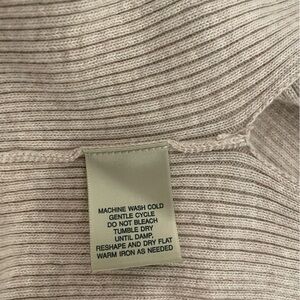 MACHINE WASH COLD
GENTLE CYCLE
DO NOT BLEACH
TUMBLE DRY
UNTIL DAMP,
RESHAPE AND DRY FLAT
WARM IRON AS NEEDED